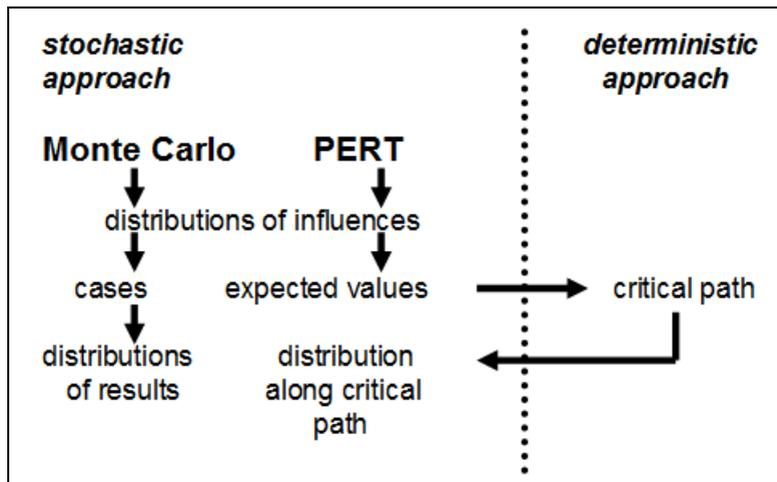 stochastic
approach
deterministic
approach
Monte Carlo
PERT
distributions of influences
cases
expected values
critical path
distributions
of results
distribution
along critical
path